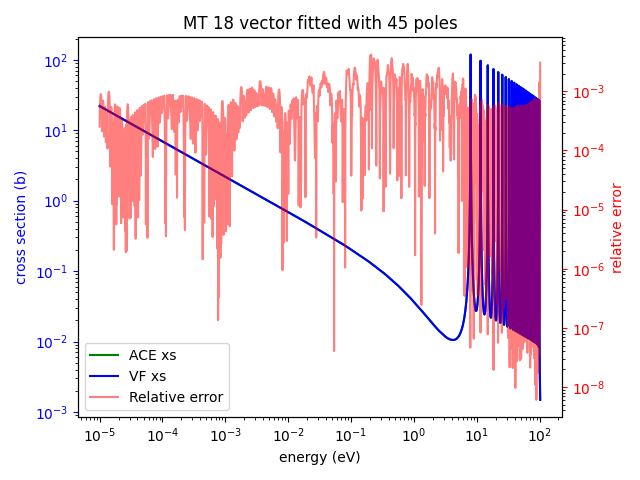 MT 18 vector fitted with 45 poles
cross section (b)
10²
10¹
10⁰
10⁻¹
10⁻²
10⁻³
10⁻³
10⁻⁴
10⁻⁵
10⁻⁶
10⁻⁷
10⁻⁸
relative error
ACE xs
VF xs
Relative error
10⁻⁵ 10⁻⁴ 10⁻³ 10⁻² 10⁻¹ 10⁰ 10¹ 10²
energy (eV)